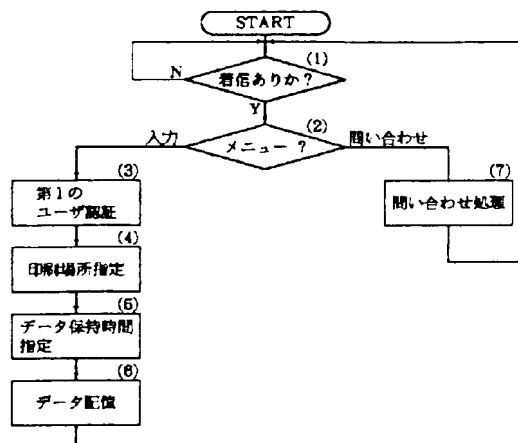 START
(1)
着信ありか？
N
Y
(2)
メニュー ？
入力
問い合わせ
(3)
第１の
ユーザ認証
(7)
問い合わせ処理
(4)
印刷場所指定
(5)
データ保持時間
指定
(6)
データ配信